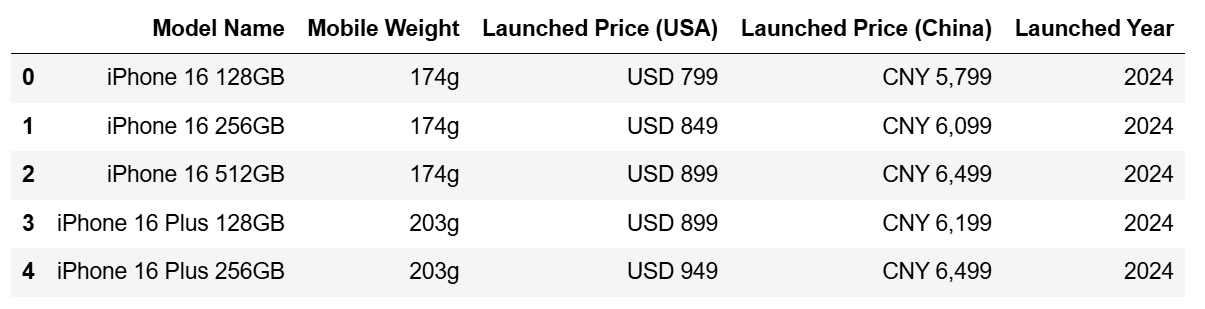 Model Name Mobile Weight Launched Price (USA) Launched Price (China) Launched Year
0 iPhone 16 128GB 174g USD 799 CNY 5,799 2024
1 iPhone 16 256GB 174g USD 849 CNY 6,099 2024
2 iPhone 16 512GB 174g USD 899 CNY 6,499 2024
3 iPhone 16 Plus 128GB 203g USD 899 CNY 6,199 2024
4 iPhone 16 Plus 256GB 203g USD 949 CNY 6,499 2024